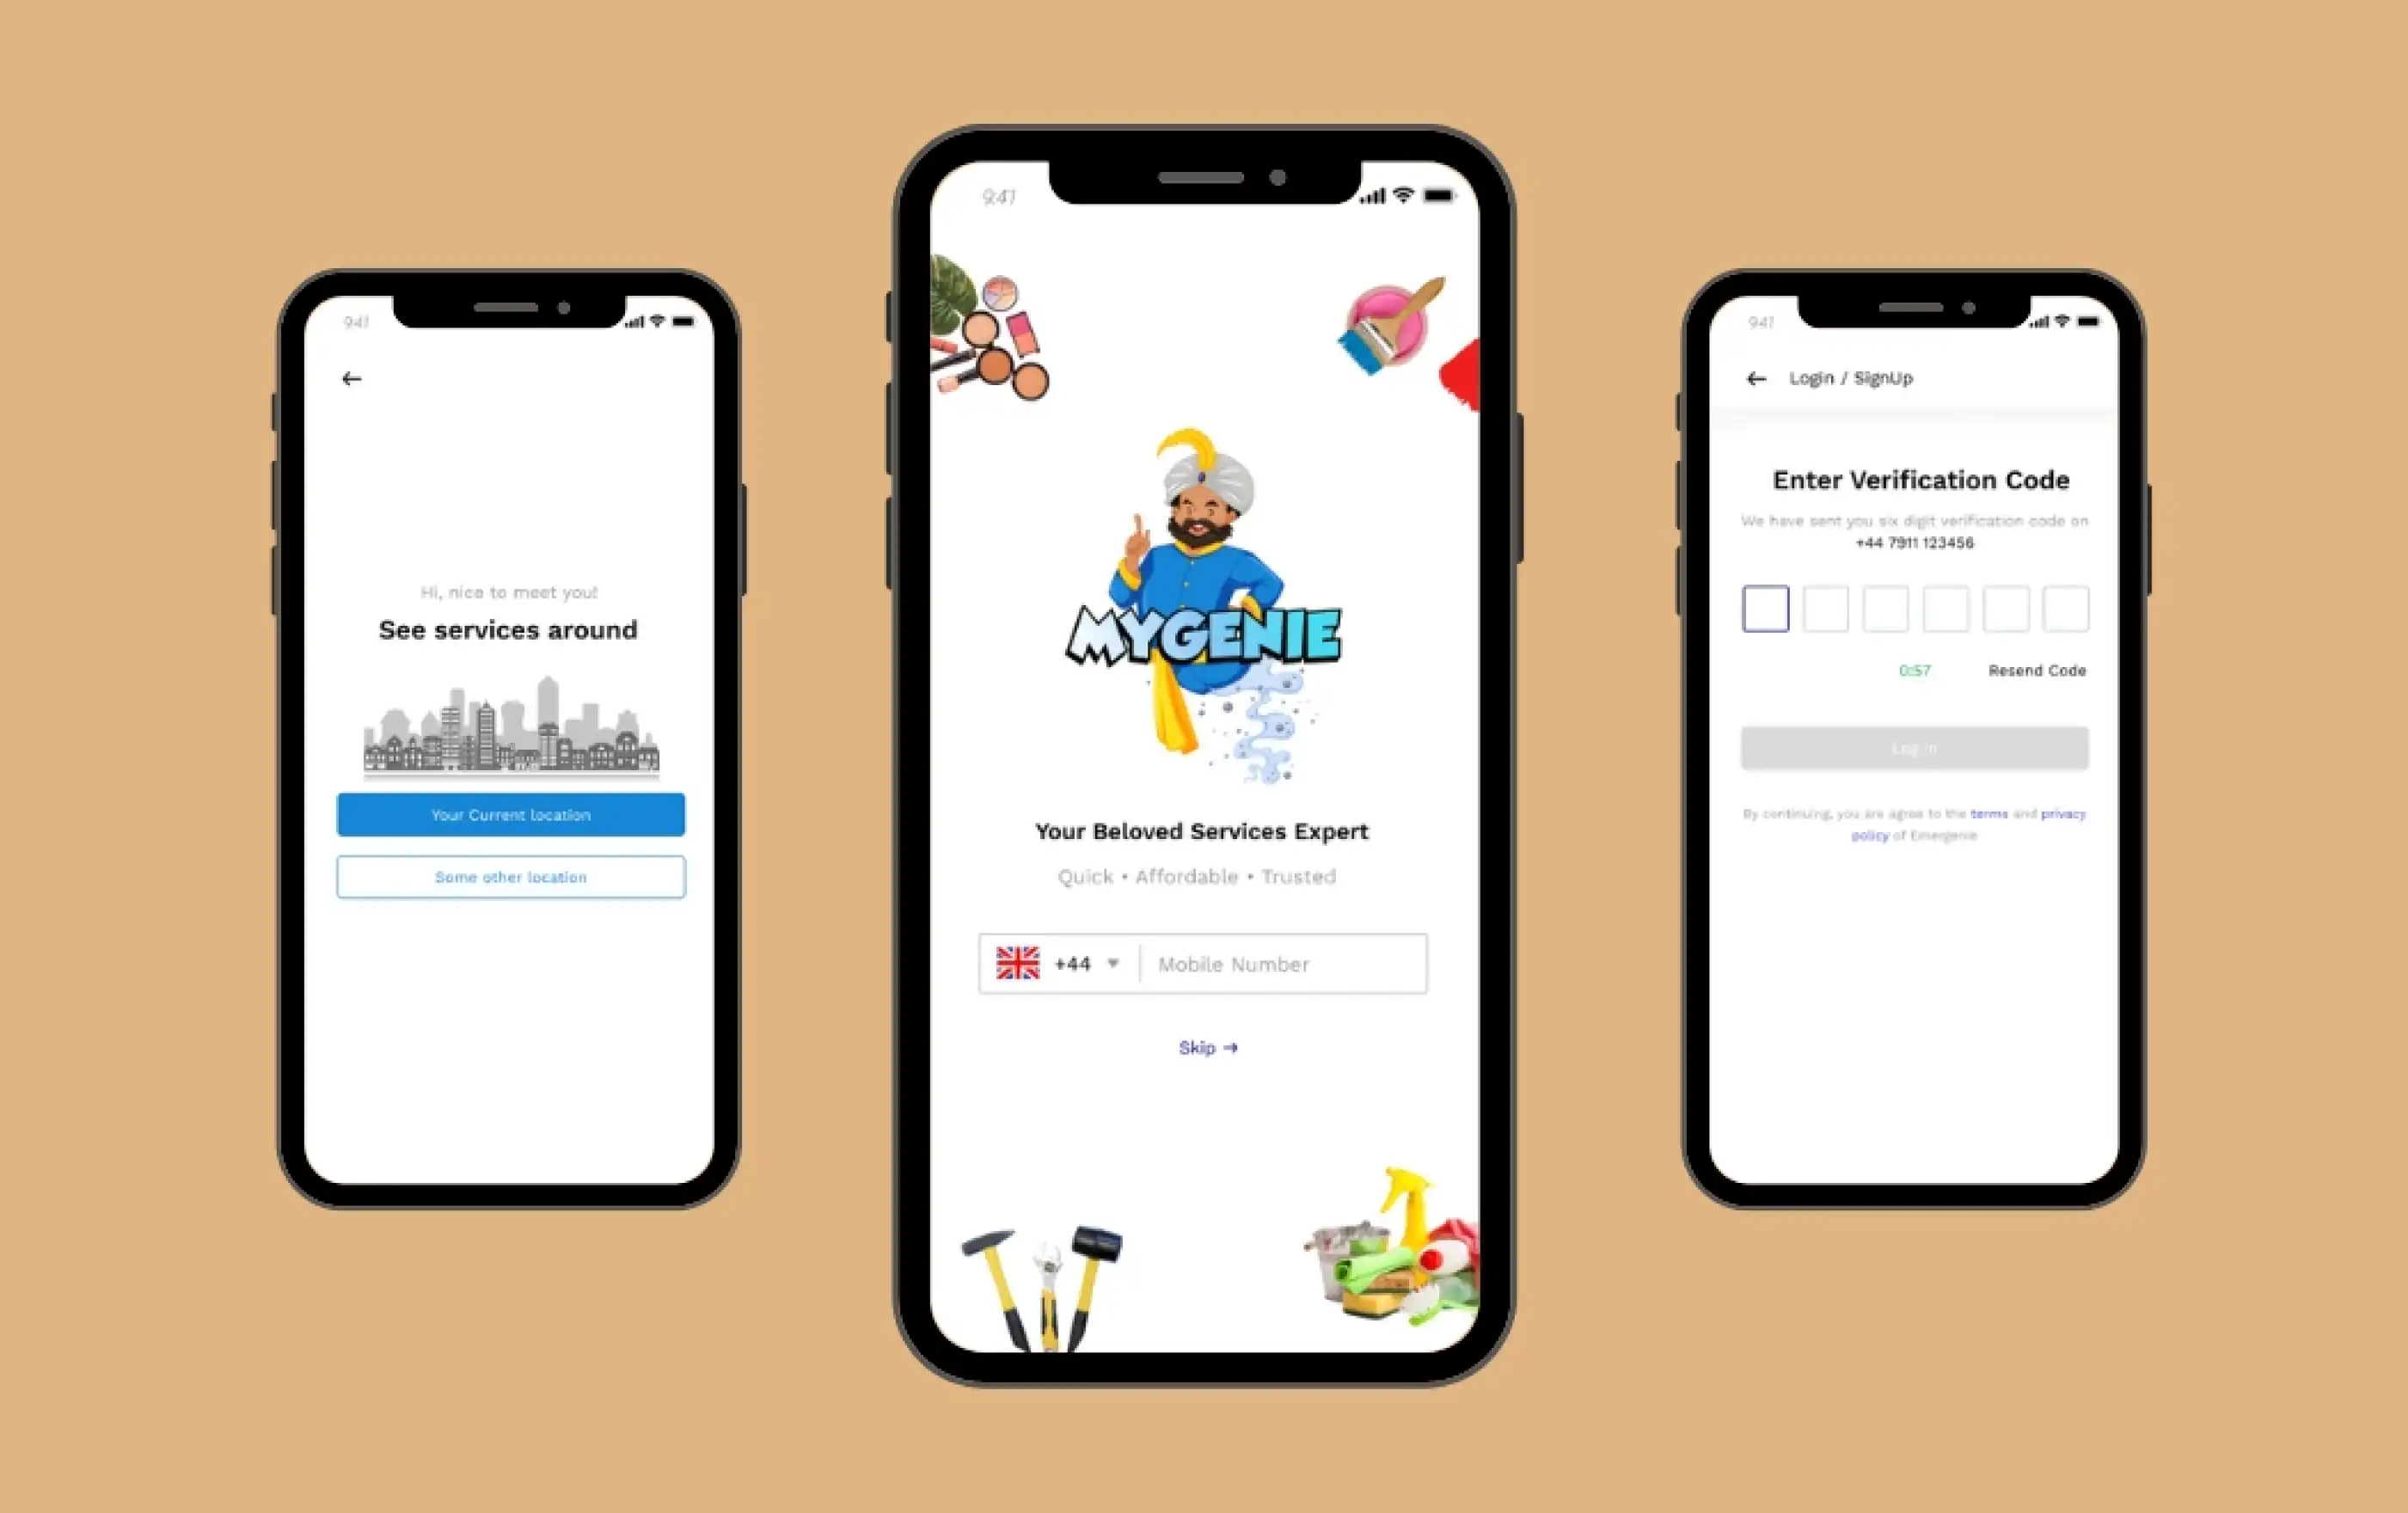 9:41
Hi, nice to meet you!
See services around
Your Current location
Some other location
9:41
MYGENIE
Your Beloved Services Expert
Quick • Affordable • Trusted
+44 Mobile Number
Skip →
9:41
← Login / SignUp
Enter Verification Code
We have sent you six digit verification code on
+44 7911 123456
0:57 Resend Code
Log in
By continuing, you are agree to the terms and privacy
policy of Emergenie